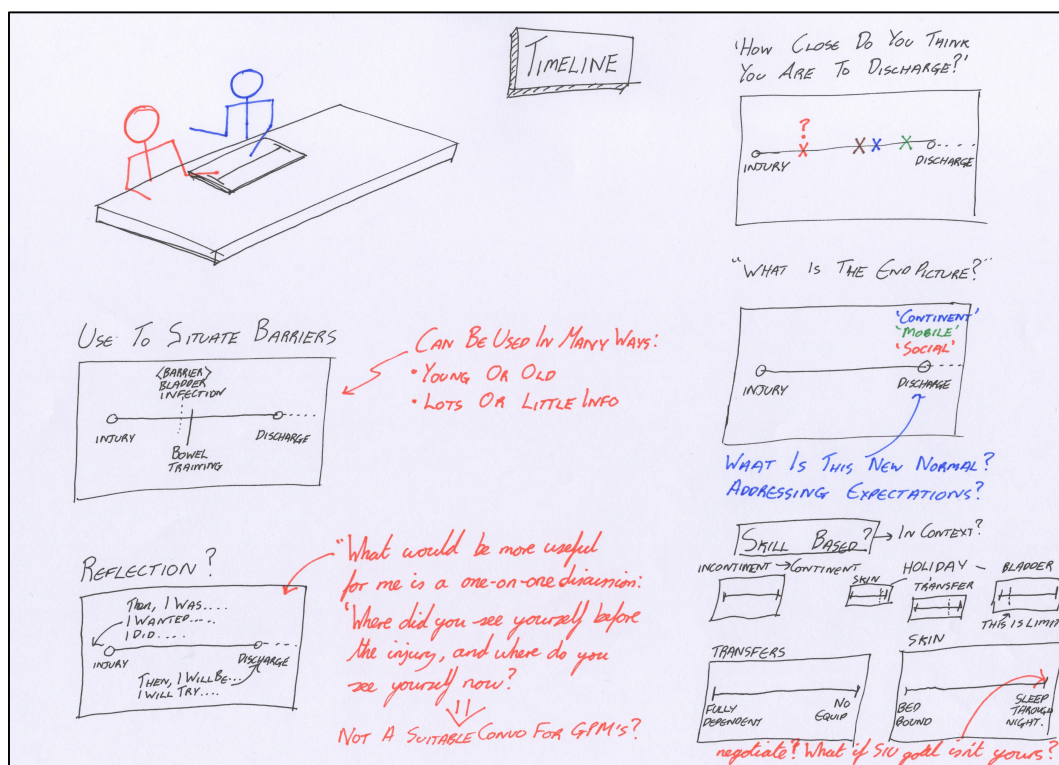 TIMELINE
'HOW CLOSE DO YOU THINK
YOU ARE TO DISCHARGE?'
?
INJURY
DISCHARGE
"WHAT IS THE END PICTURE?"
'CONTINENT'
'MOBILE'
'SOCIAL'
INJURY
DISCHARGE
WHAT IS THIS NEW NORMAL?
ADDRESSING EXPECTATIONS?
USE TO SITUATE BARRIERS
<BARRIER>
BLADDER
INFECTION
INJURY
DISCHARGE
BOWEL
TRAINING
CAN BE USED IN MANY WAYS:
• YOUNG OR OLD
• LOTS OR LITTLE INFO
REFLECTION?
THEN, I WAS....
I WANTED.....
I DID.....
INJURY
DISCHARGE
THEN, I WILL BE...
I WILL TRY....
"What would be more useful
for me is a one-on-one discussion:
'Where did you see yourself before
the injury, and where do you
see yourself now?
NOT A SUITABLE CONVO FOR GPM'S?
SKILL BASED? → IN CONTEXT?
INCONTINENT → CONTINENT
SKIN
HOLIDAY
TRANSFER
BLADDER
THIS IS LIMIT
TRANSFERS
FULLY
DEPENDENT
NO
EQUIP
SKIN
BED
BOUND
SLEEP
THROUGH
NIGHT.
negotiate? What if SIU goal isn't yours?